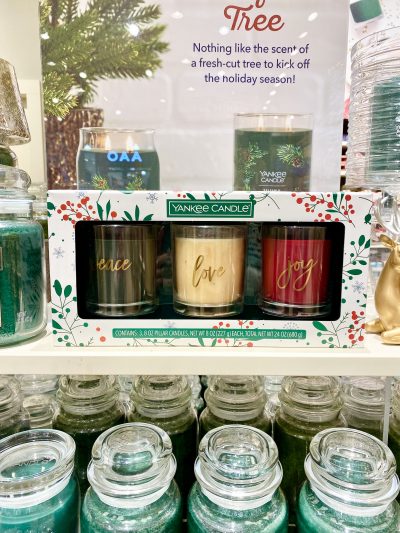 Tree
Nothing like the scent of
a fresh-cut tree to kick off
the holiday season!
OAA
YANKEE
CANDLE
YANKEE CANDLE
peace
love
joy
CONTAINS: 3, 8 OZ PILLAR CANDLES, NET WT 8 OZ (227 g) EACH, TOTAL NET WT 24 OZ (680 g)